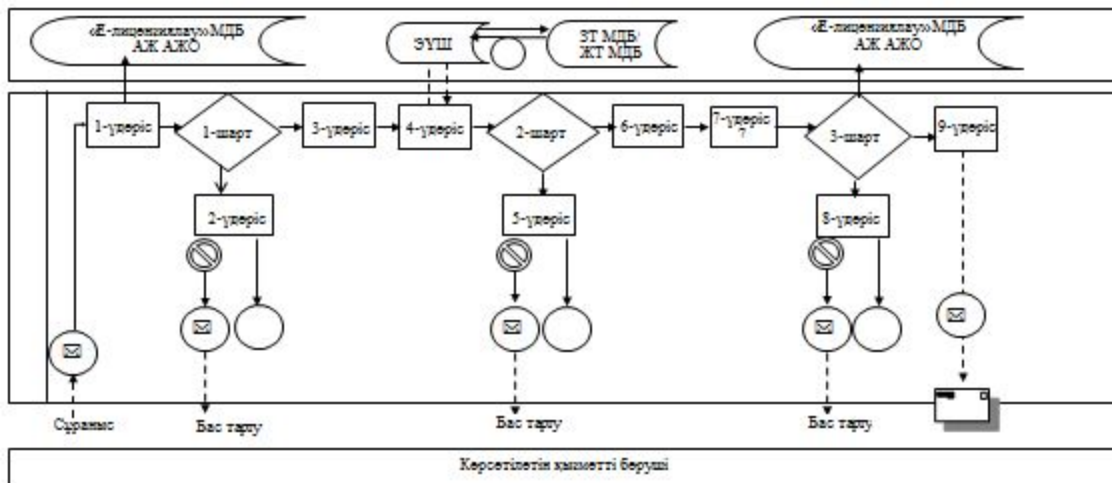 «Е-лицензиялау»МДБ
АЖ АЖО
ЭҮШ
ЗТ МДБ/
ЖТ МДБ
«Е-лицензиялау»МДБ
АЖ АЖО
1-үдеріс
1-шарт
3-үдеріс
4-үдеріс
2-шарт
6-үдеріс
7-үдеріс
7
3-шарт
9-үдеріс
2-үдеріс
5-үдеріс
8-үдеріс
Сұраныс
Бас тарту
Бас тарту
Бас тарту
Көрсетілетін қызметті беруші